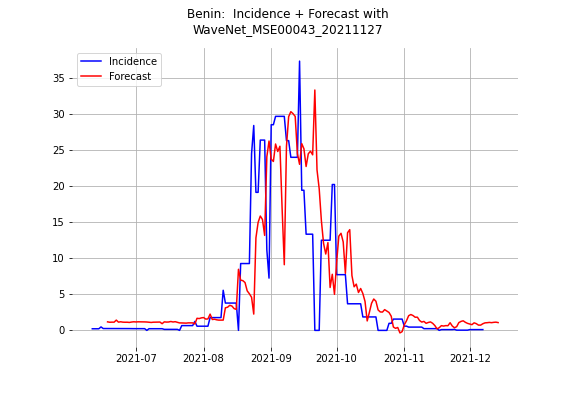 Benin:  Incidence + Forecast with
WaveNet_MSE00043_20211127
Incidence
Forecast
35
30
25
20
15
10
5
0
2021-07 2021-08 2021-09 2021-10 2021-11 2021-12